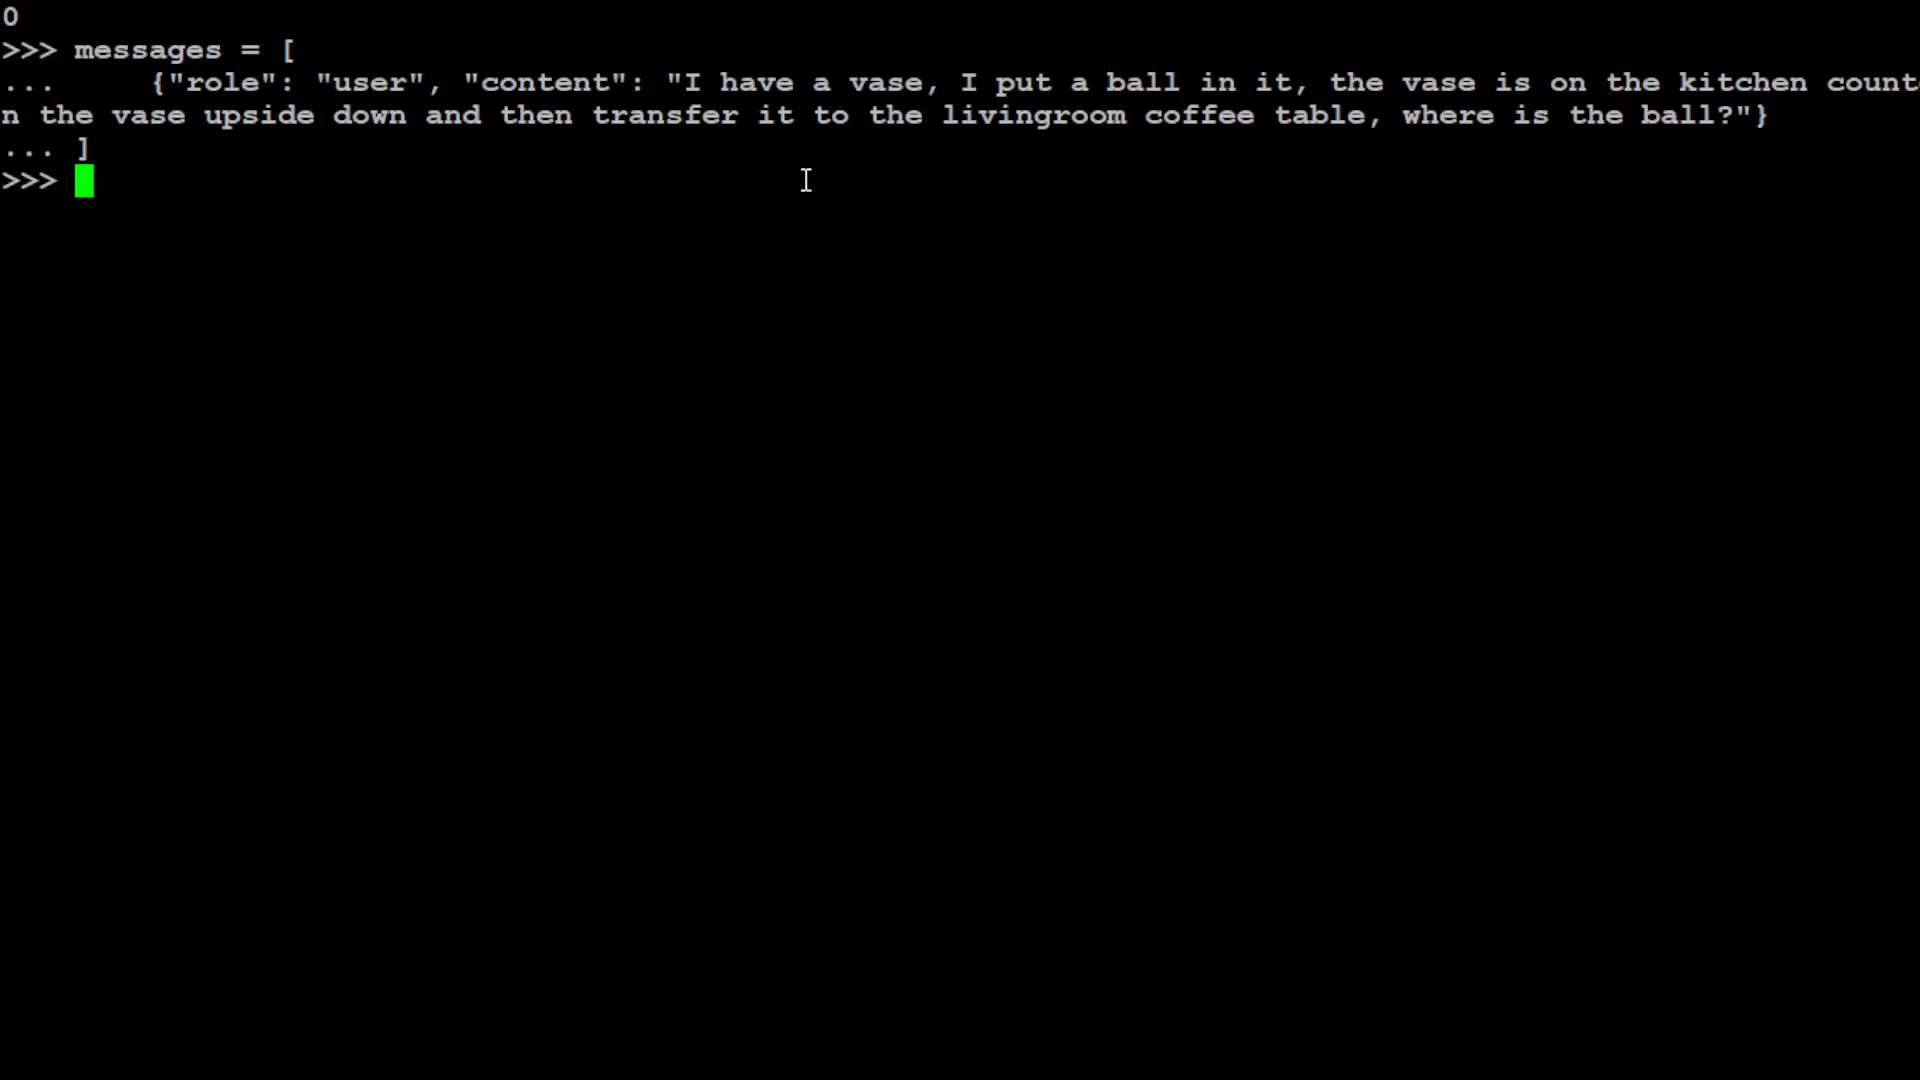 0
>>> messages = [
...     {"role": "user", "content": "I have a vase, I put a ball in it, the vase is on the kitchen
n the vase upside down and then transfer it to the livingroom coffee table, where is the ball?"}
... ]
>>>